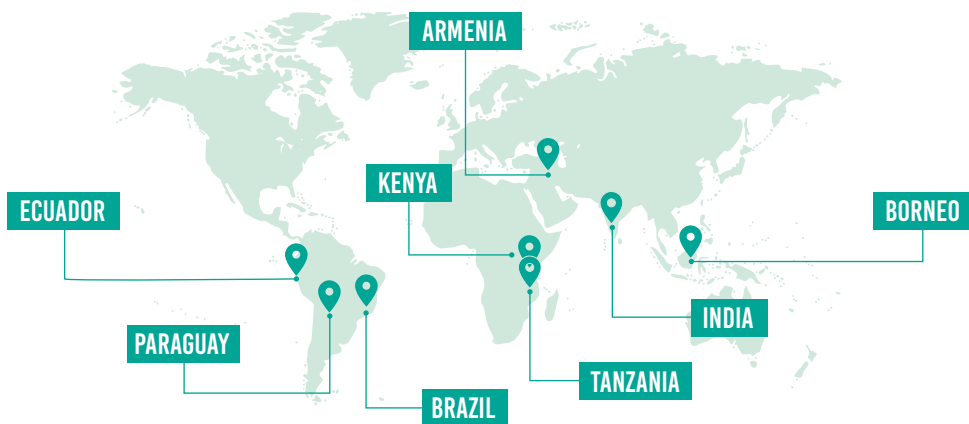 ARMENIA
KENYA
ECUADOR
BORNEO
INDIA
PARAGUAY
TANZANIA
BRAZIL